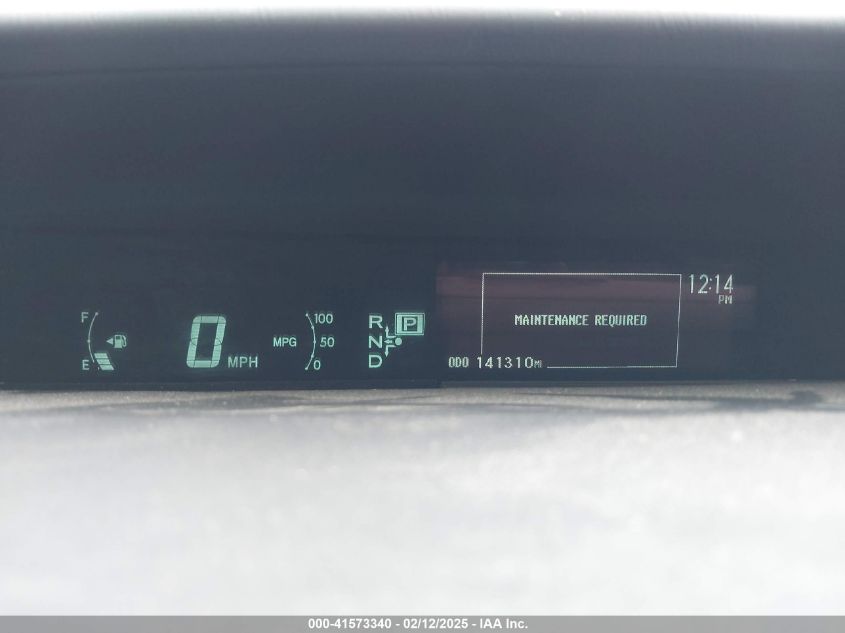 12:14
PM
F
E
0 MPH
MPG
100
50
0
R
N
D
P
MAINTENANCE REQUIRED
ODO 141310MI
000-41573340 - 02/12/2025 - IAA Inc.